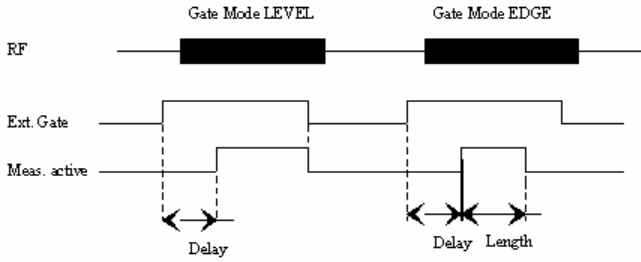 Gate Mode LEVEL Gate Mode EDGE
RF
Ext. Gate
Meas. active
Delay Delay Length